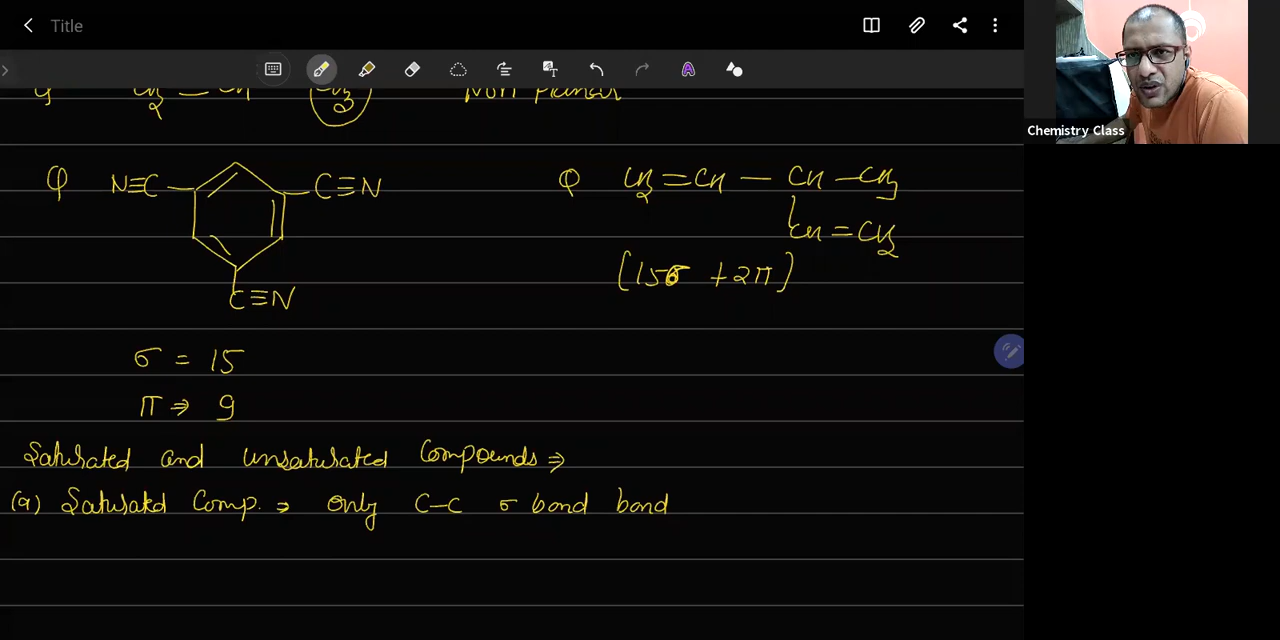 Title
Chemistry Class
Non planar
Q N≡C C≡N
C≡N
Q CH2=CH—CH—CH3
CH=CH2
(15σ +2π)
σ = 15
π ⇒ 9
Saturated and unsaturated Compounds ⇒
(a) Saturated Comp. ⇒ Only C—C σ bond bond